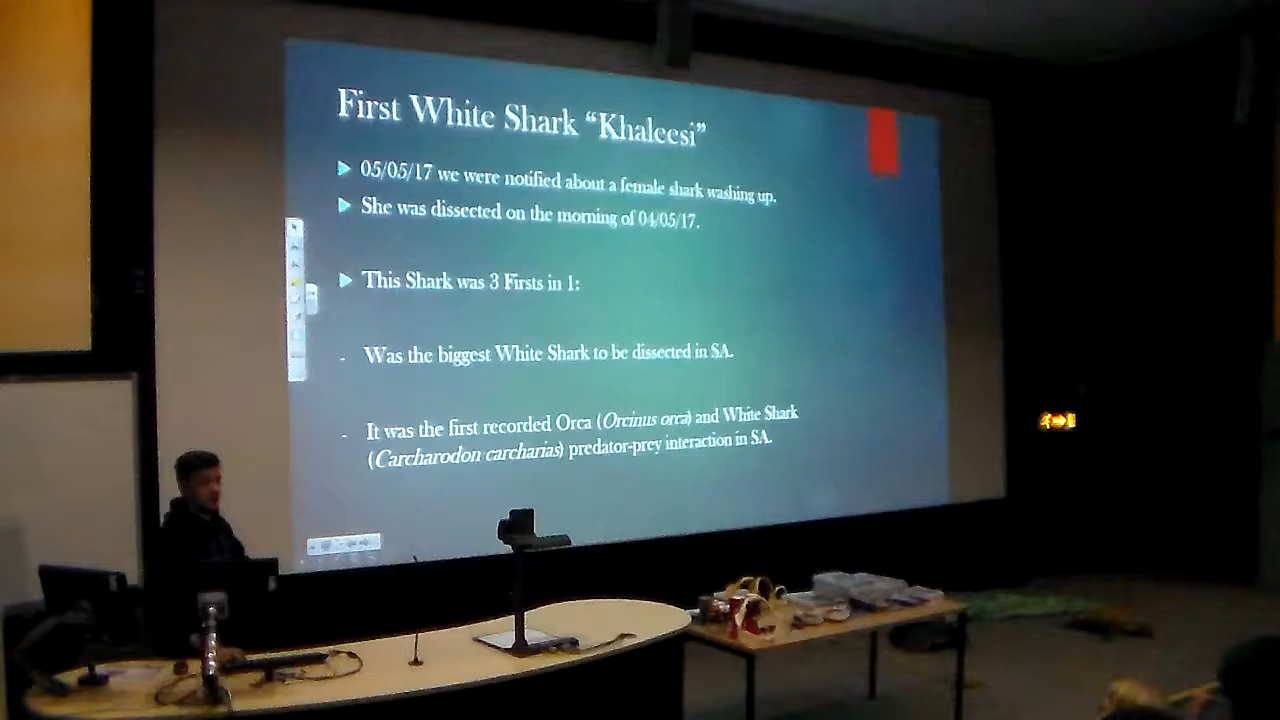 First White Shark “Khaleesi”
05/05/17 we were notified about a female shark washing up.
She was dissected on the morning of 04/05/17.
This Shark was 3 Firsts in 1:
- Was the biggest White Shark to be dissected in SA.
- It was the first recorded Orca (Orcinus orca) and White Shark
(Carcharodon carcharias) predator-prey interaction in SA.